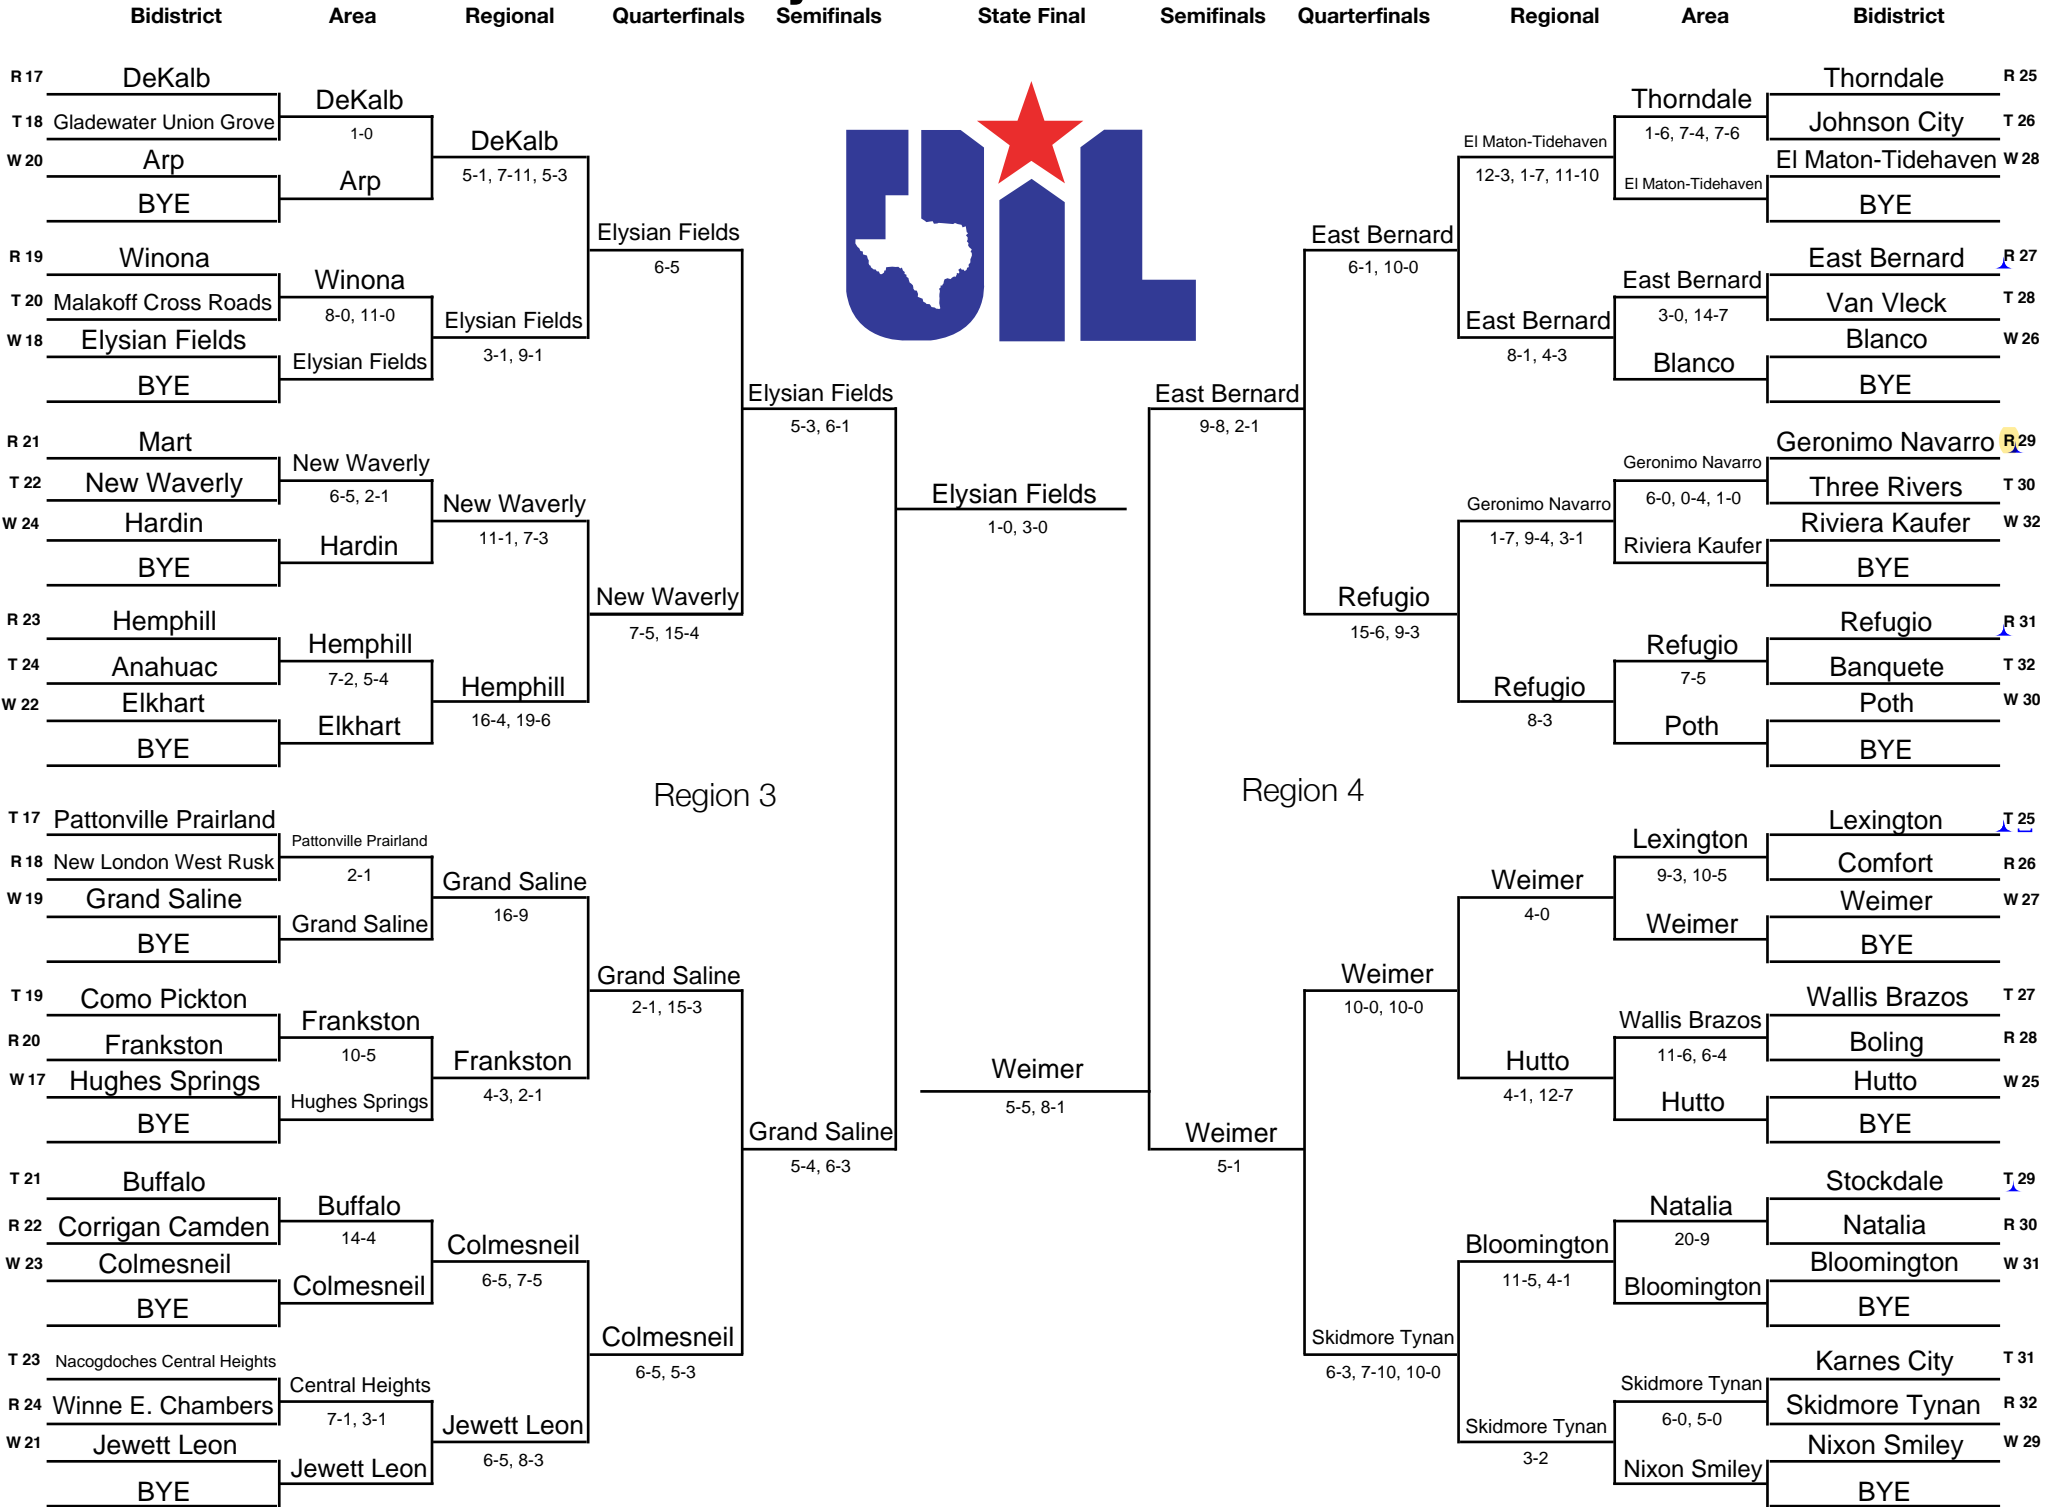 Bidistrict Area Regional Quarterfinals Semifinals State Final Semifinals Quarterfinals Regional Area Bidistrict
R 17 DeKalb
DeKalb
1-0
T 18 Gladewater Union Grove
DeKalb
5-1, 7-11, 5-3
W 20 Arp
Arp
BYE
Elysian Fields
6-5
R 19 Winona
Winona
8-0, 11-0
T 20 Malakoff Cross Roads
Elysian Fields
3-1, 9-1
W 18 Elysian Fields
Elysian Fields
BYE
Elysian Fields
5-3, 6-1
R 21 Mart
New Waverly
6-5, 2-1
T 22 New Waverly
New Waverly
11-1, 7-3
W 24 Hardin
Hardin
BYE
New Waverly
7-5, 15-4
R 23 Hemphill
Hemphill
7-2, 5-4
T 24 Anahuac
Hemphill
16-4, 19-6
W 22 Elkhart
Elkhart
BYE
Region 3
Elysian Fields
1-0, 3-0
T 17 Pattonville Prairland
Pattonville Prairland
2-1
R 18 New London West Rusk
Grand Saline
16-9
W 19 Grand Saline
Grand Saline
BYE
Grand Saline
2-1, 15-3
T 19 Como Pickton
Frankston
10-5
R 20 Frankston
Frankston
4-3, 2-1
W 17 Hughes Springs
Hughes Springs
BYE
Grand Saline
5-4, 6-3
T 21 Buffalo
Buffalo
14-4
R 22 Corrigan Camden
Colmesneil
6-5, 7-5
W 23 Colmesneil
Colmesneil
BYE
Colmesneil
6-5, 5-3
T 23 Nacogdoches Central Heights
Central Heights
7-1, 3-1
R 24 Winne E. Chambers
Jewett Leon
6-5, 8-3
W 21 Jewett Leon
Jewett Leon
BYE
UIL
Thorndale R 25
Thorndale
1-6, 7-4, 7-6
Johnson City T 26
El Maton-Tidehaven
12-3, 1-7, 11-10
El Maton-Tidehaven W 28
El Maton-Tidehaven
BYE
East Bernard
6-1, 10-0
East Bernard R 27
East Bernard
3-0, 14-7
Van Vleck T 28
East Bernard
8-1, 4-3
Blanco W 26
Blanco
BYE
East Bernard
9-8, 2-1
Geronimo Navarro R 29
Geronimo Navarro
6-0, 0-4, 1-0
Three Rivers T 30
Geronimo Navarro
1-7, 9-4, 3-1
Riviera Kaufer W 32
Riviera Kaufer
BYE
Refugio
15-6, 9-3
Refugio R 31
Refugio
7-5
Banquete T 32
Refugio
8-3
Poth W 30
Poth
BYE
Region 4
Weimer
5-5, 8-1
Lexington T 25
Lexington
9-3, 10-5
Comfort R 26
Weimer
4-0
Weimer W 27
Weimer
BYE
Weimer
10-0, 10-0
Wallis Brazos T 27
Wallis Brazos
11-6, 6-4
Boling R 28
Hutto
4-1, 12-7
Hutto W 25
Hutto
BYE
Weimer
5-1
Stockdale T 29
Natalia
20-9
Natalia R 30
Bloomington
11-5, 4-1
Bloomington W 31
Bloomington
BYE
Skidmore Tynan
6-3, 7-10, 10-0
Karnes City T 31
Skidmore Tynan
6-0, 5-0
Skidmore Tynan R 32
Skidmore Tynan
3-2
Nixon Smiley W 29
Nixon Smiley
BYE